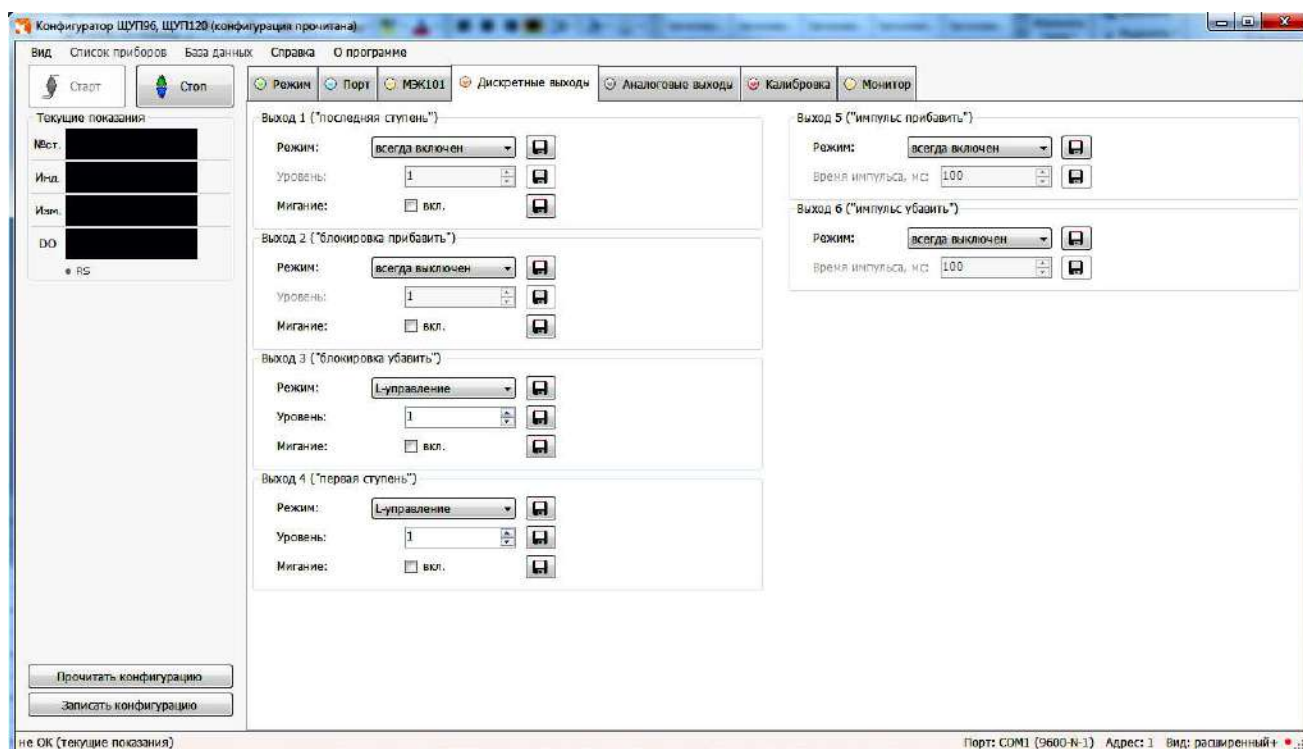 Конфигуратор ЩУП96, ЩУП120 (конфигурация прочитана)
Вид Список приборов База данных Справка О программе
Старт Стоп
Режим Порт МЭК101 Дискретные выходы Аналоговые выходы Калибровка Монитор
Текущие показания
№ст.
Инд.
Изм.
DO
RS
Выход 1 ("последняя ступень")
Режим: всегда включен
Уровень: 1
Мигание: вкл.
Выход 2 ("блокировка прибавить")
Режим: всегда выключен
Уровень: 1
Мигание: вкл.
Выход 3 ("блокировка убавить")
Режим: L-управление
Уровень: 1
Мигание: вкл.
Выход 4 ("первая ступень")
Режим: L-управление
Уровень: 1
Мигание: вкл.
Выход 5 ("импульс прибавить")
Режим: всегда включен
Время импульса, мс: 100
Выход 6 ("импульс убавить")
Режим: всегда выключен
Время импульса, мс: 100
Прочитать конфигурацию
Записать конфигурацию
не ОК (текущие показания) Порт: COM1 (9600-N-1) Адрес: 1 Вид: расширенный+